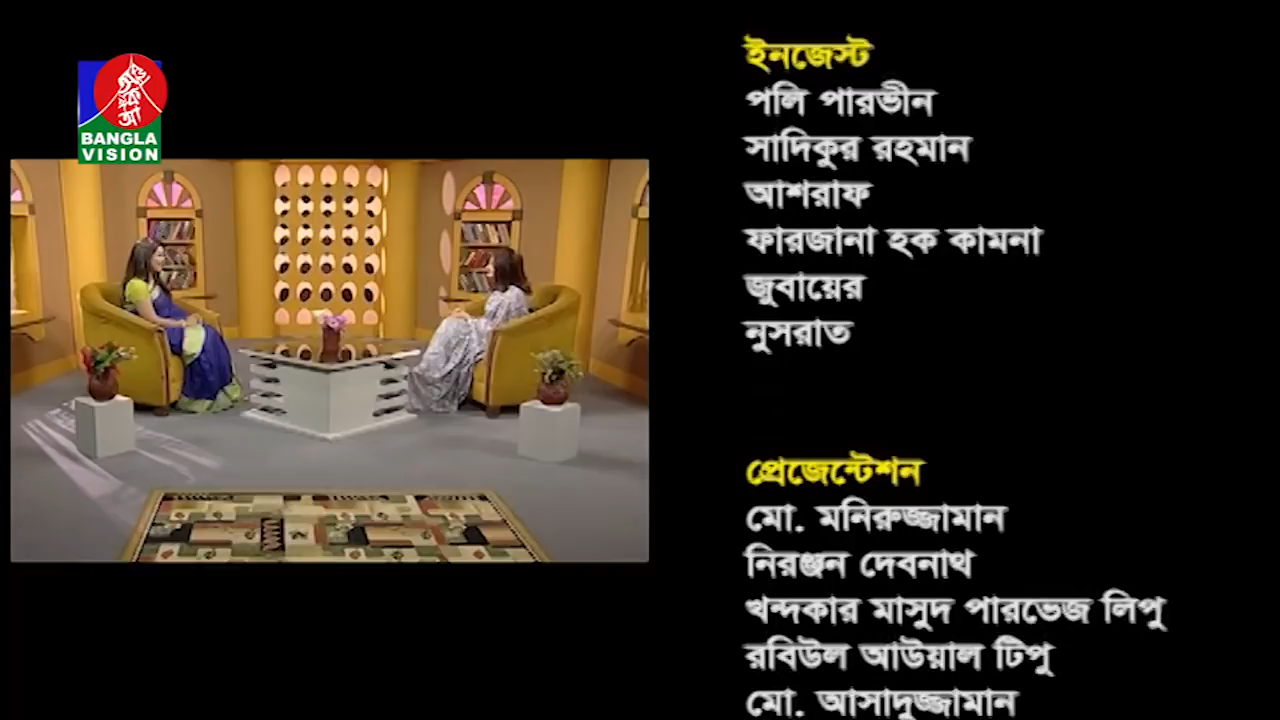 BANGLA
VISION
ইনজেস্ট
পলি পারভীন
সাদিকুর রহমান
আশরাফ
ফারজানা হক কামনা
জুবায়ের
নুসরাত
প্রেজেন্টেশন
মো. মনিরুজ্জামান
নিরঞ্জন দেবনাথ
খন্দকার মাসুদ পারভেজ লিপু
রবিউল আউয়াল টিপু
মো. আসাদুজ্জামান